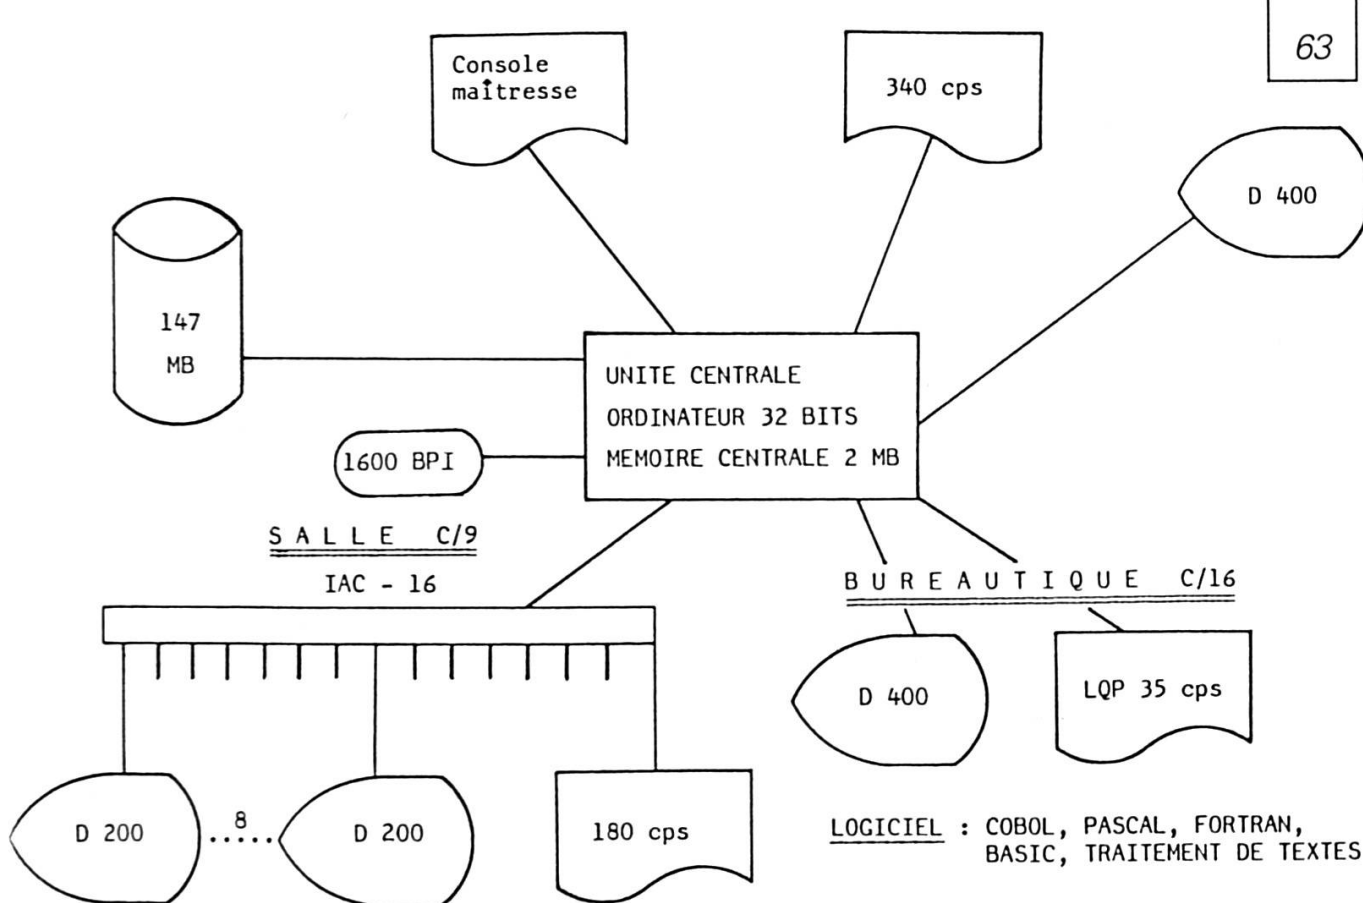 63
Console
maîtresse
340 cps
D 400
147
MB
UNITE CENTRALE
ORDINATEUR 32 BITS
MEMOIRE CENTRALE 2 MB
1600 BPI
SALLE C/9
IAC - 16
BUREAUTIQUE C/16
D 400
LQP 35 cps
D 200
..8...
D 200
180 cps
LOGICIEL : COBOL, PASCAL, FORTRAN,
BASIC, TRAITEMENT DE TEXTES